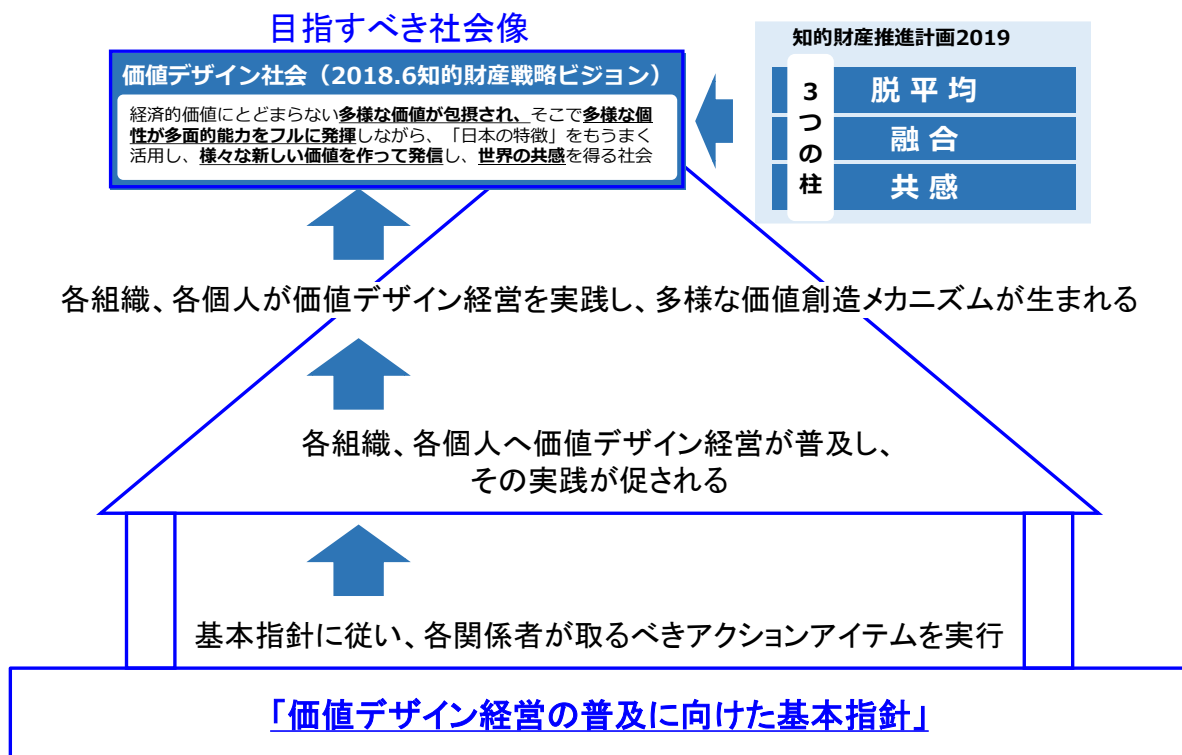 目指すべき社会像
価値デザイン社会（2018.6知的財産戦略ビジョン）
経済的価値にとどまらない多様な価値が包摂され、そこで多様な個
性が多面的能力をフルに発揮しながら、「日本の特徴」をもうまく
活用し、様々な新しい価値を作って発信し、世界の共感を得る社会
知的財産推進計画2019
3つの柱
脱平均
融合
共感
各組織、各個人が価値デザイン経営を実践し、多様な価値創造メカニズムが生まれる
各組織、各個人へ価値デザイン経営が普及し、
その実践が促される
基本指針に従い、各関係者が取るべきアクションアイテムを実行
「価値デザイン経営の普及に向けた基本指針」